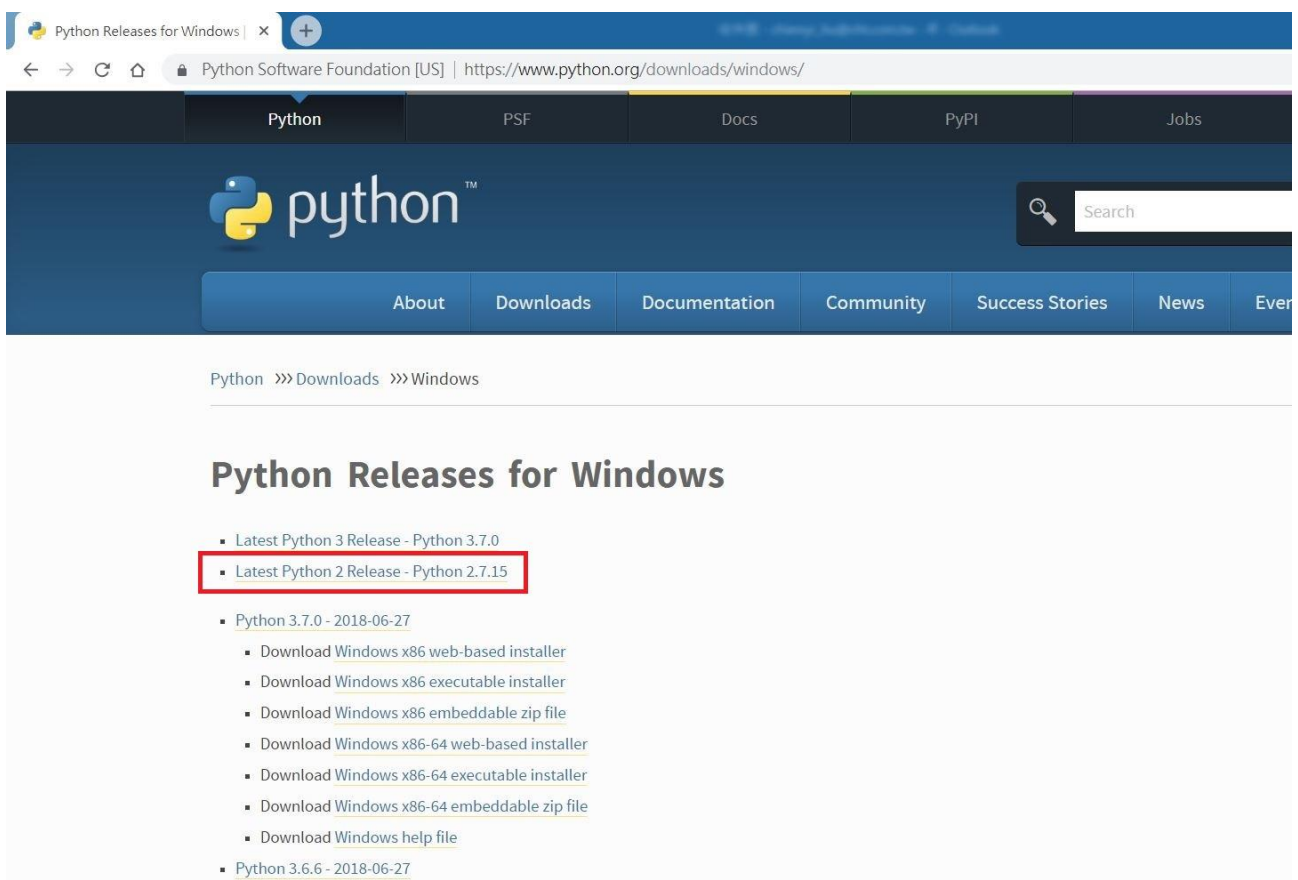 Python Releases for Windows |
Python Software Foundation [US] | https://www.python.org/downloads/windows/
Python PSF Docs PyPI Jobs
python™
Search
About Downloads Documentation Community Success Stories News
Python >>> Downloads >>> Windows
Python Releases for Windows
Latest Python 3 Release - Python 3.7.0
Latest Python 2 Release - Python 2.7.15
Python 3.7.0 - 2018-06-27
Download Windows x86 web-based installer
Download Windows x86 executable installer
Download Windows x86 embeddable zip file
Download Windows x86-64 web-based installer
Download Windows x86-64 executable installer
Download Windows x86-64 embeddable zip file
Download Windows help file
Python 3.6.6 - 2018-06-27